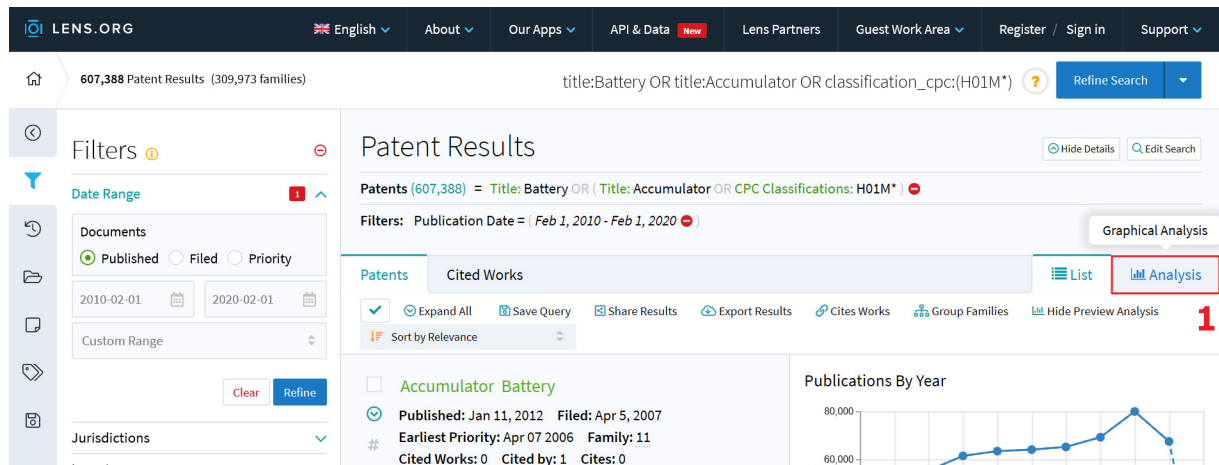 LENS.ORG
English
About
Our Apps
API & Data New
Lens Partners
Guest Work Area
Register / Sign in
Support
607,388 Patent Results (309,973 families)
title:Battery OR title:Accumulator OR classification_cpc:(H01M*)
?
Refine Search
Filters
Date Range
1
Documents
Published
Filed
Priority
2010-02-01
2020-02-01
Custom Range
Clear
Refine
Jurisdictions
Patent Results
Hide Details
Edit Search
Patents (607,388) = Title: Battery OR ( Title: Accumulator OR CPC Classifications: H01M* )
Filters: Publication Date = ( Feb 1, 2010 - Feb 1, 2020 )
Graphical Analysis
Patents
Cited Works
List
Analysis
1
Expand All
Save Query
Share Results
Export Results
Cites Works
Group Families
Hide Preview Analysis
Sort by Relevance
Accumulator Battery
Published: Jan 11, 2012 Filed: Apr 5, 2007
# Earliest Priority: Apr 07 2006 Family: 11
Cited Works: 0 Cited by: 1 Cites: 0
Publications By Year
80,000
60,000